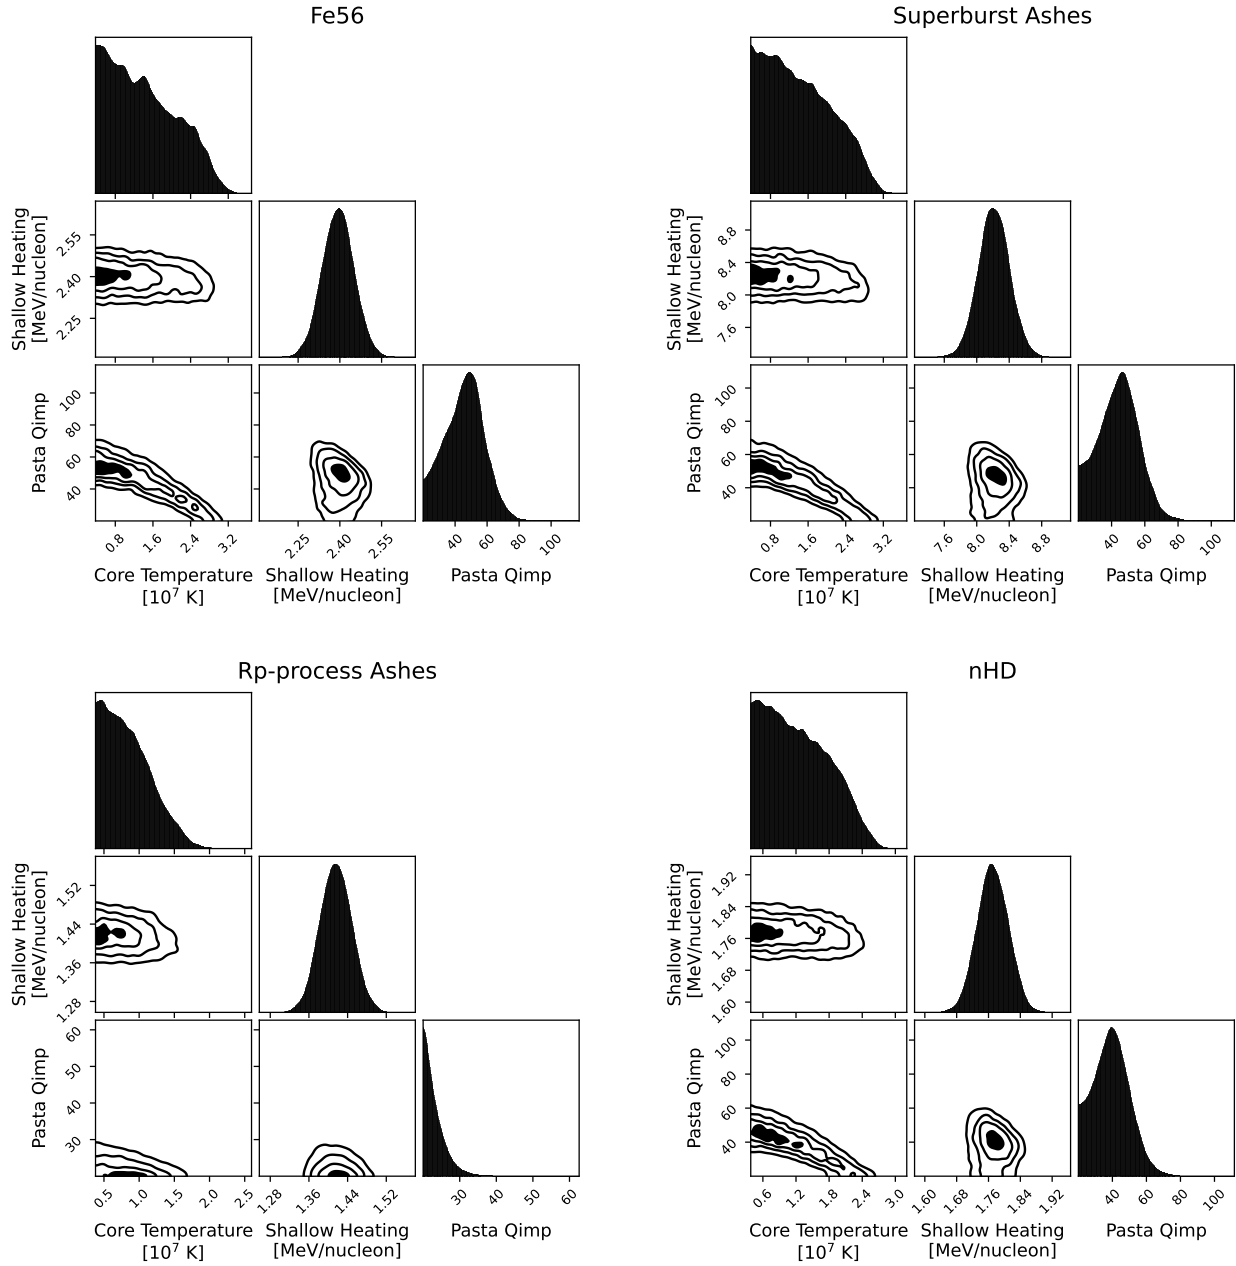 Fe56
Shallow Heating
[MeV/nucleon]
2.55
2.40
2.25
Pasta Qimp
100
80
60
40
0.8 1.6 2.4 3.2
Core Temperature
[10⁷ K]
2.25 2.40 2.55
Shallow Heating
[MeV/nucleon]
40 60 80 100
Pasta Qimp
Superburst Ashes
Shallow Heating
[MeV/nucleon]
8.8
8.4
8.0
7.6
Pasta Qimp
100
80
60
40
0.8 1.6 2.4 3.2
Core Temperature
[10⁷ K]
7.6 8.0 8.4 8.8
Shallow Heating
[MeV/nucleon]
40 60 80 100
Pasta Qimp
Rp-process Ashes
Shallow Heating
[MeV/nucleon]
1.52
1.44
1.36
1.28
Pasta Qimp
60
50
40
30
0.5 1.0 1.5 2.0 2.5
Core Temperature
[10⁷ K]
1.28 1.36 1.44 1.52
Shallow Heating
[MeV/nucleon]
30 40 50 60
Pasta Qimp
nHD
Shallow Heating
[MeV/nucleon]
1.92
1.84
1.76
1.68
1.60
Pasta Qimp
100
80
60
40
0.6 1.2 1.8 2.4 3.0
Core Temperature
[10⁷ K]
1.60 1.68 1.76 1.84 1.92
Shallow Heating
[MeV/nucleon]
40 60 80 100
Pasta Qimp